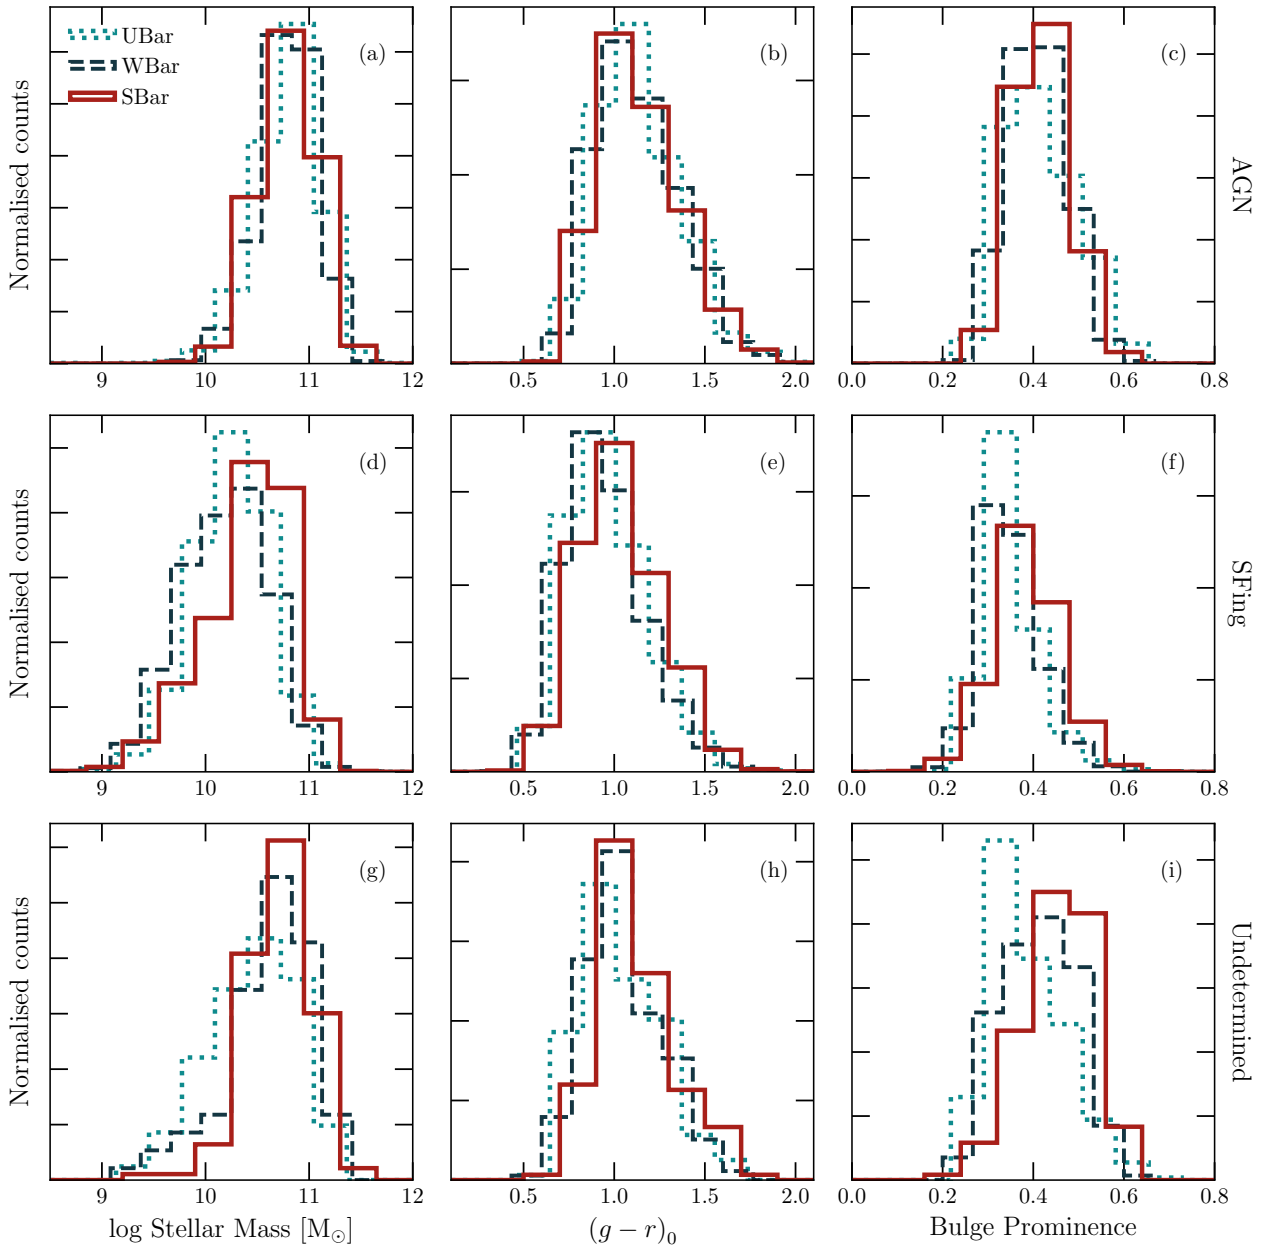 UBar
WBar
SBar
(a)
(b)
(c)
Normalised counts
AGN
9 10 11 12
0.5 1.0 1.5 2.0
0.0 0.2 0.4 0.6 0.8
(d)
(e)
(f)
Normalised counts
SFing
9 10 11 12
0.5 1.0 1.5 2.0
0.0 0.2 0.4 0.6 0.8
(g)
(h)
(i)
Normalised counts
Undetermined
9 10 11 12
0.5 1.0 1.5 2.0
0.0 0.2 0.4 0.6 0.8
log Stellar Mass [M⊙]
(g − r)₀
Bulge Prominence